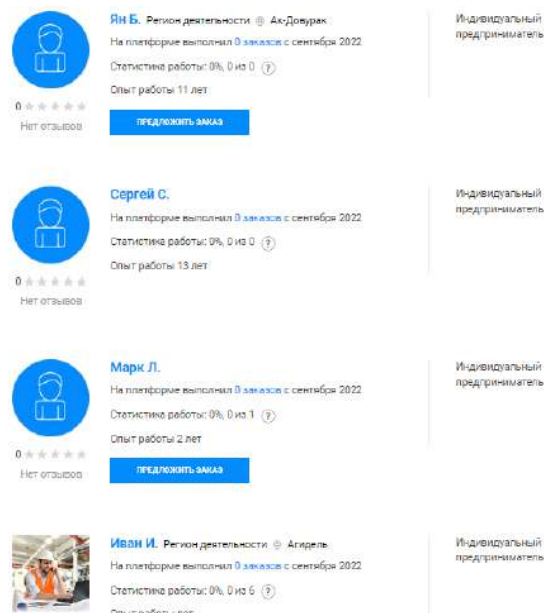 Ян Б. Регион деятельности Ак-Довурак
На платформе выполнил 0 заказов с сентября 2022
Статистика работы: 0%, 0 из 0 ?
Опыт работы 11 лет
ПРЕДЛОЖИТЬ ЗАКАЗ
0
Нет отзывов
Индивидуальный
предприниматель
Сергей С.
На платформе выполнил 0 заказов с сентября 2022
Статистика работы: 0%, 0 из 0 ?
Опыт работы 13 лет
0
Нет отзывов
Индивидуальный
предприниматель
Марк Л.
На платформе выполнил 0 заказов с сентября 2022
Статистика работы: 0%, 0 из 1 ?
Опыт работы 2 лет
ПРЕДЛОЖИТЬ ЗАКАЗ
0
Нет отзывов
Индивидуальный
предприниматель
Иван И. Регион деятельности Агидель
На платформе выполнил 0 заказов с сентября 2022
Статистика работы: 0%, 0 из 6 ?
Индивидуальный
предприниматель